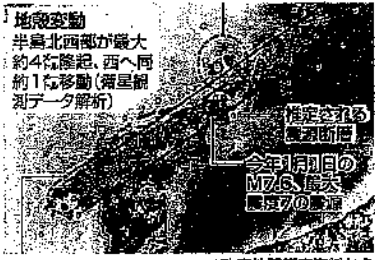 地殻変動
半島北西部が最大
約4㍍隆起、西へ同
約1㍍移動(衛星観
測データ解析)
推定される
震源断層
今年1月1日の
M7.6、最大
震度7の震源